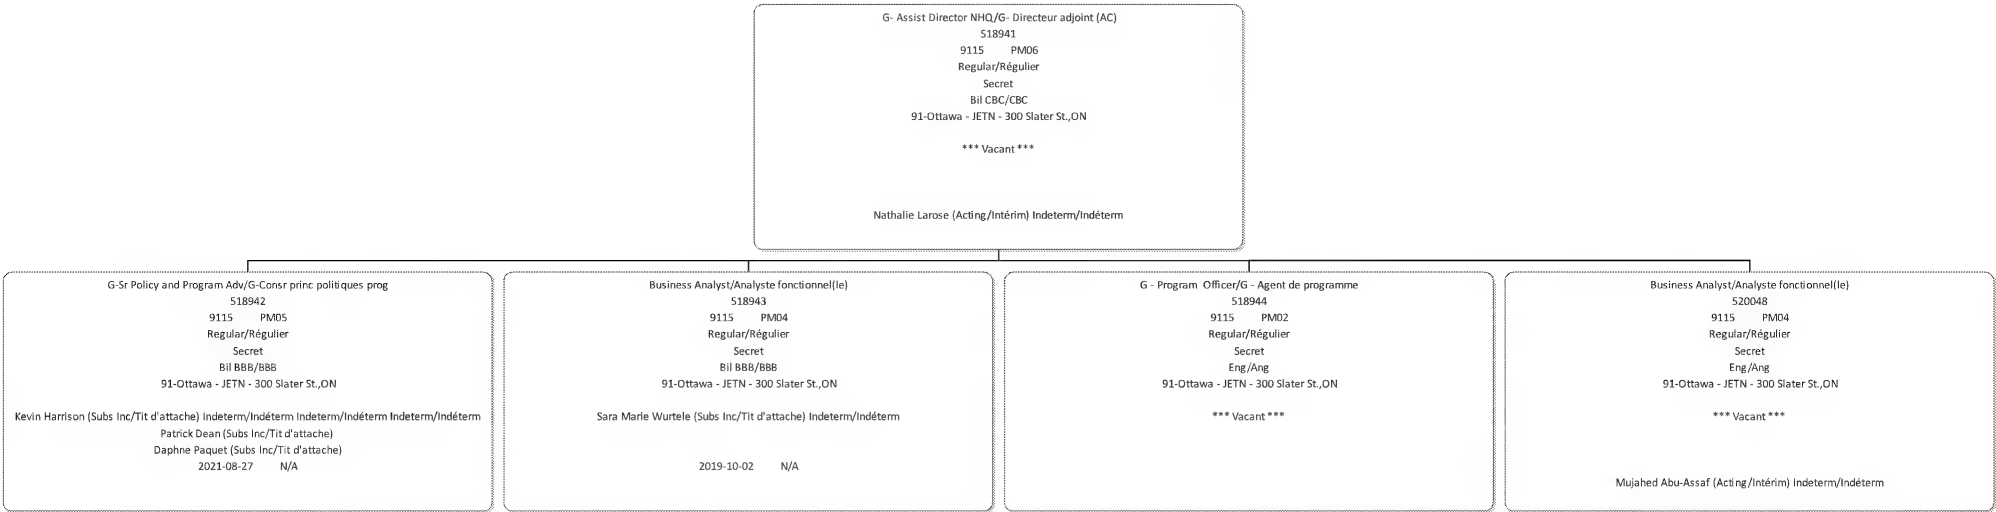 G- Assist Director NHQ/G- Directeur adjoint (AC)
518941
9115 PM06
Regular/Régulier
Secret
Bil CBC/CBC
91-Ottawa - JETN - 300 Slater St.,ON
*** Vacant ***
Nathalie Larose (Acting/Intérim) Indeterm/Indéterm
G-Sr Policy and Program Adv/G-Consr princ politiques prog
518942
9115 PM05
Regular/Régulier
Secret
Bil BBB/BBB
91-Ottawa - JETN - 300 Slater St.,ON
Kevin Harrison (Subs Inc/Tit d'attache) Indeterm/Indéterm Indeterm/Indéterm Indeterm/Indéterm
Patrick Dean (Subs Inc/Tit d'attache)
Daphne Paquet (Subs Inc/Tit d'attache)
2021-08-27 N/A
Business Analyst/Analyste fonctionnel(le)
518943
9115 PM04
Regular/Régulier
Secret
Bil BBB/BBB
91-Ottawa - JETN - 300 Slater St.,ON
Sara Marie Wurtele (Subs Inc/Tit d'attache) Indeterm/Indéterm
2019-10-02 N/A
G - Program Officer/G - Agent de programme
518944
9115 PM02
Regular/Régulier
Secret
Eng/Ang
91-Ottawa - JETN - 300 Slater St.,ON
*** Vacant ***
Business Analyst/Analyste fonctionnel(le)
520048
9115 PM04
Regular/Régulier
Secret
Eng/Ang
91-Ottawa - JETN - 300 Slater St.,ON
*** Vacant ***
Mujahed Abu-Assaf (Acting/Intérim) Indeterm/Indéterm